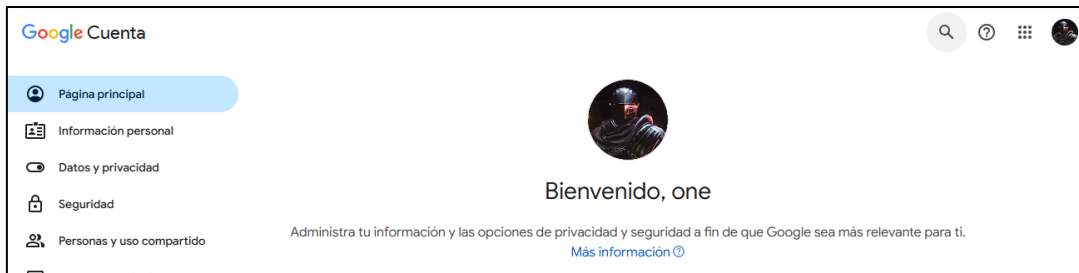 Google Cuenta
Página principal
Información personal
Datos y privacidad
Seguridad
Personas y uso compartido
Bienvenido, one
Administra tu información y las opciones de privacidad y seguridad a fin de que Google sea más relevante para ti.
Más información